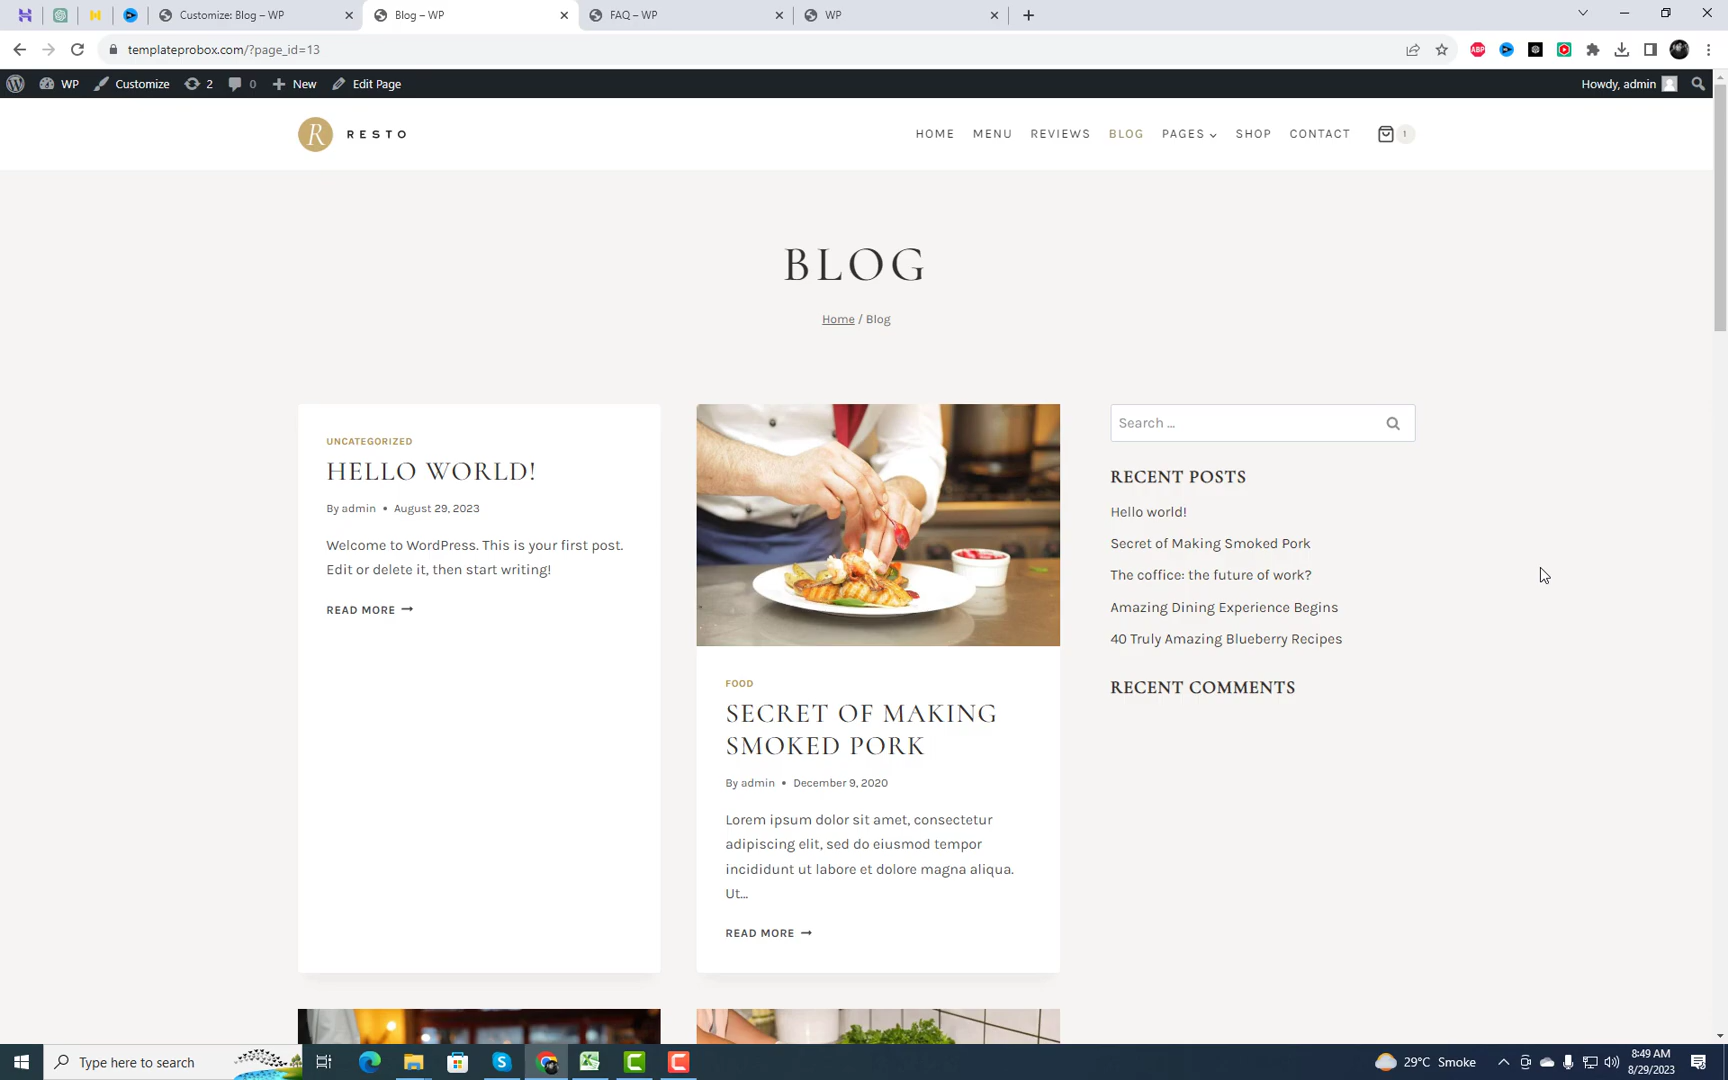 Customize: Blog – WP
Blog – WP
FAQ – WP
WP
templateprobox.com/?page_id=13
ABP
WP
Customize
2
0
New
Edit Page
Howdy, admin
R
RESTO
HOME
MENU
REVIEWS
BLOG
PAGES
SHOP
CONTACT
1
BLOG
Home / Blog
UNCATEGORIZED
HELLO WORLD!
By admin • August 29, 2023
Welcome to WordPress. This is your first post.
Edit or delete it, then start writing!
READ MORE
FOOD
SECRET OF MAKING
SMOKED PORK
By admin • December 9, 2020
Lorem ipsum dolor sit amet, consectetur
adipiscing elit, sed do eiusmod tempor
incididunt ut labore et dolore magna aliqua.
Ut...
READ MORE
Search ...
RECENT POSTS
Hello world!
Secret of Making Smoked Pork
The coffice: the future of work?
Amazing Dining Experience Begins
40 Truly Amazing Blueberry Recipes
RECENT COMMENTS
Type here to search
29°C Smoke
8:49 AM
8/29/2023